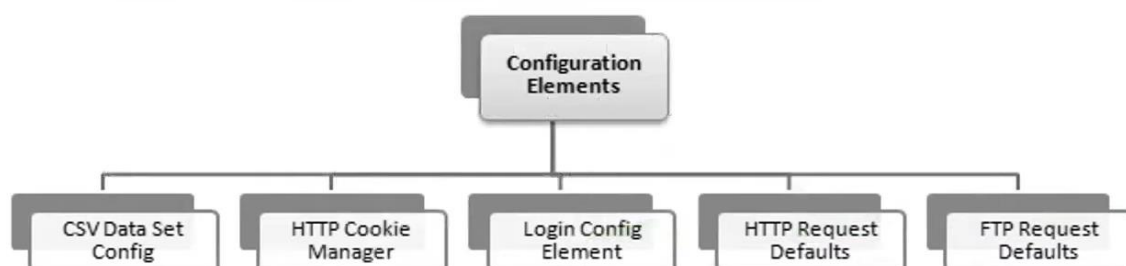 Configuration
Elements
CSV Data Set
Config
HTTP Cookie
Manager
Login Config
Element
HTTP Request
Defaults
FTP Request
Defaults